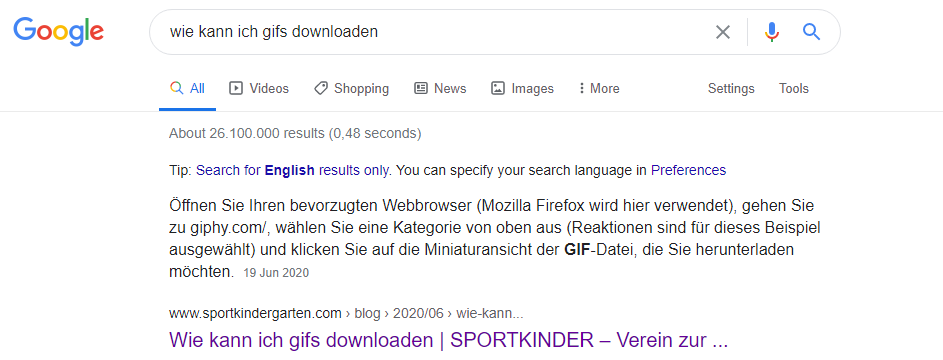 Google
wie kann ich gifs downloaden
All Videos Shopping News Images More Settings Tools
About 26.100.000 results (0,48 seconds)
Tip: Search for English results only. You can specify your search language in Preferences
Öffnen Sie Ihren bevorzugten Webbrowser (Mozilla Firefox wird hier verwendet), gehen Sie
zu giphy.com/, wählen Sie eine Kategorie von oben aus (Reaktionen sind für dieses Beispiel
ausgewählt) und klicken Sie auf die Miniaturansicht der GIF-Datei, die Sie herunterladen
möchten. 19 Jun 2020
www.sportkindergarten.com › blog › 2020/06 › wie-kann...
Wie kann ich gifs downloaden | SPORTKINDER – Verein zur ...